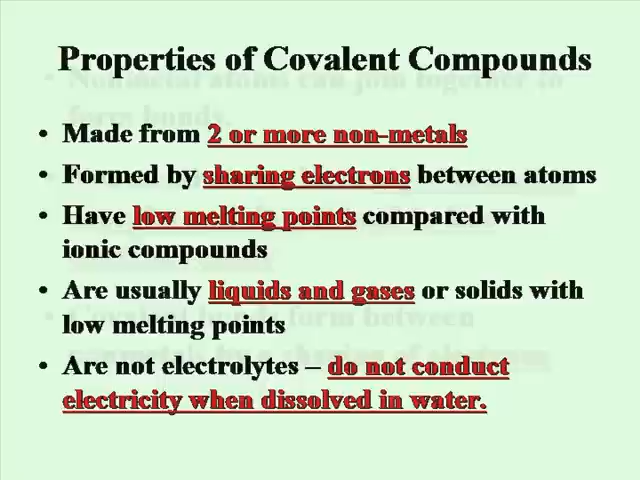 Properties of Covalent Compounds
• Made from 2 or more non-metals
• Formed by sharing electrons between atoms
• Have low melting points compared with
ionic compounds
• Are usually liquids and gases or solids with
low melting points
• Are not electrolytes – do not conduct
electricity when dissolved in water.